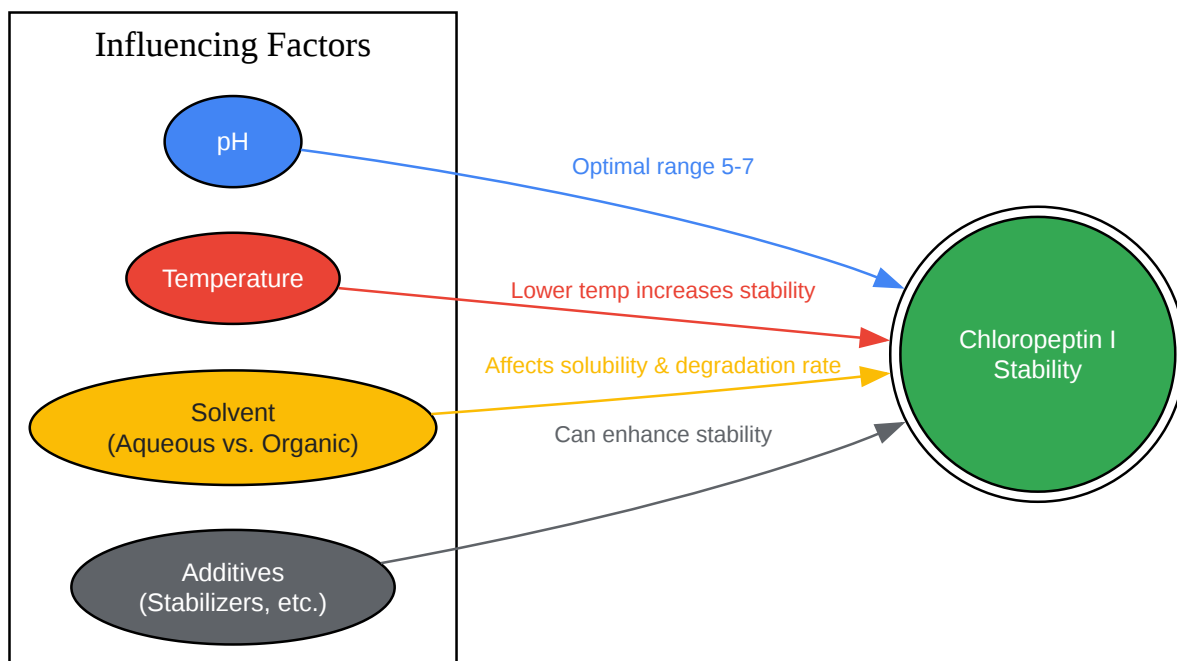 Influencing Factors
pH
Optimal range 5-7
Temperature
Lower temp increases stability
Chloropeptin I
Stability
Affects solubility & degradation rate
Solvent
(Aqueous vs. Organic)
Can enhance stability
Additives
(Stabilizers, etc.)